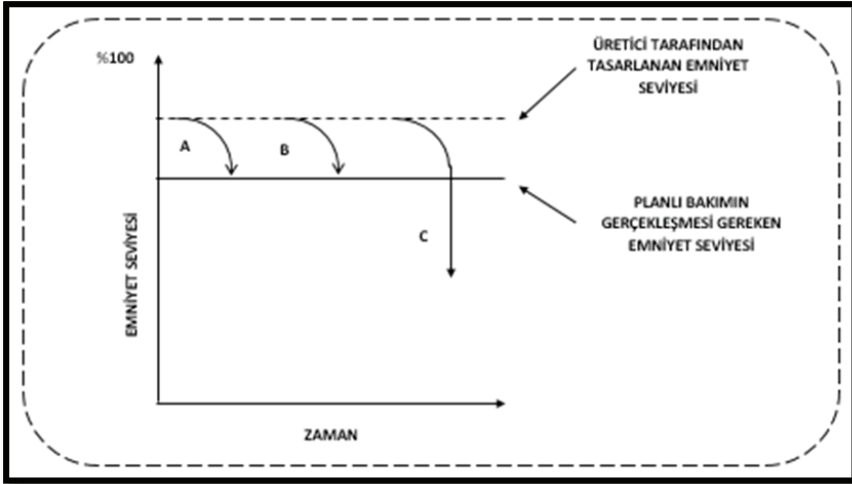 %100
ÜRETİCİ TARAFINDAN
TASARLANAN EMNİYET
SEVİYESİ
A
B
C
PLANLI BAKIMIN
GERÇEKLEŞMESİ GEREKEN
EMNİYET SEVİYESİ
EMNİYET SEVİYESİ
ZAMAN